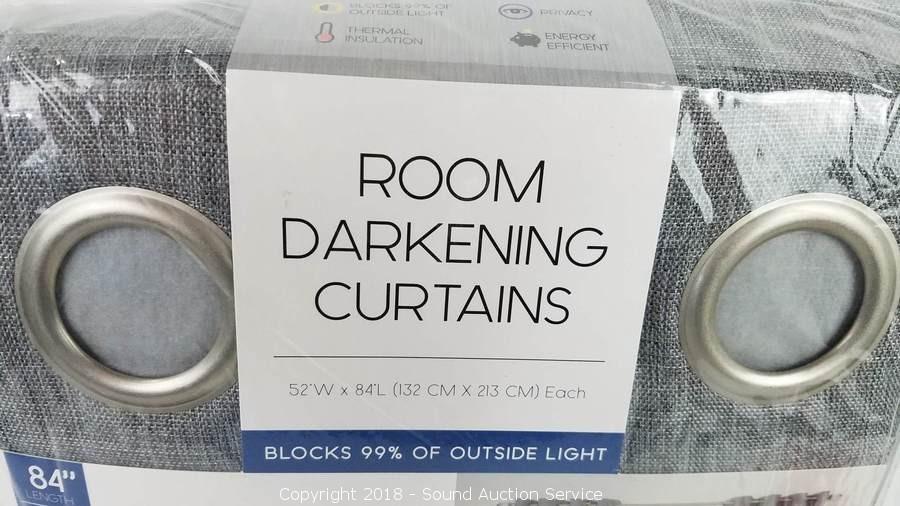 BLOCKS 99% OF
OUTSIDE LIGHT
PRIVACY
THERMAL
INSULATION
ENERGY
EFFICIENT
ROOM
DARKENING
CURTAINS
52"W x 84"L (132 CM X 213 CM) Each
BLOCKS 99% OF OUTSIDE LIGHT
84"
LENGTH
Copyright 2018 - Sound Auction Service